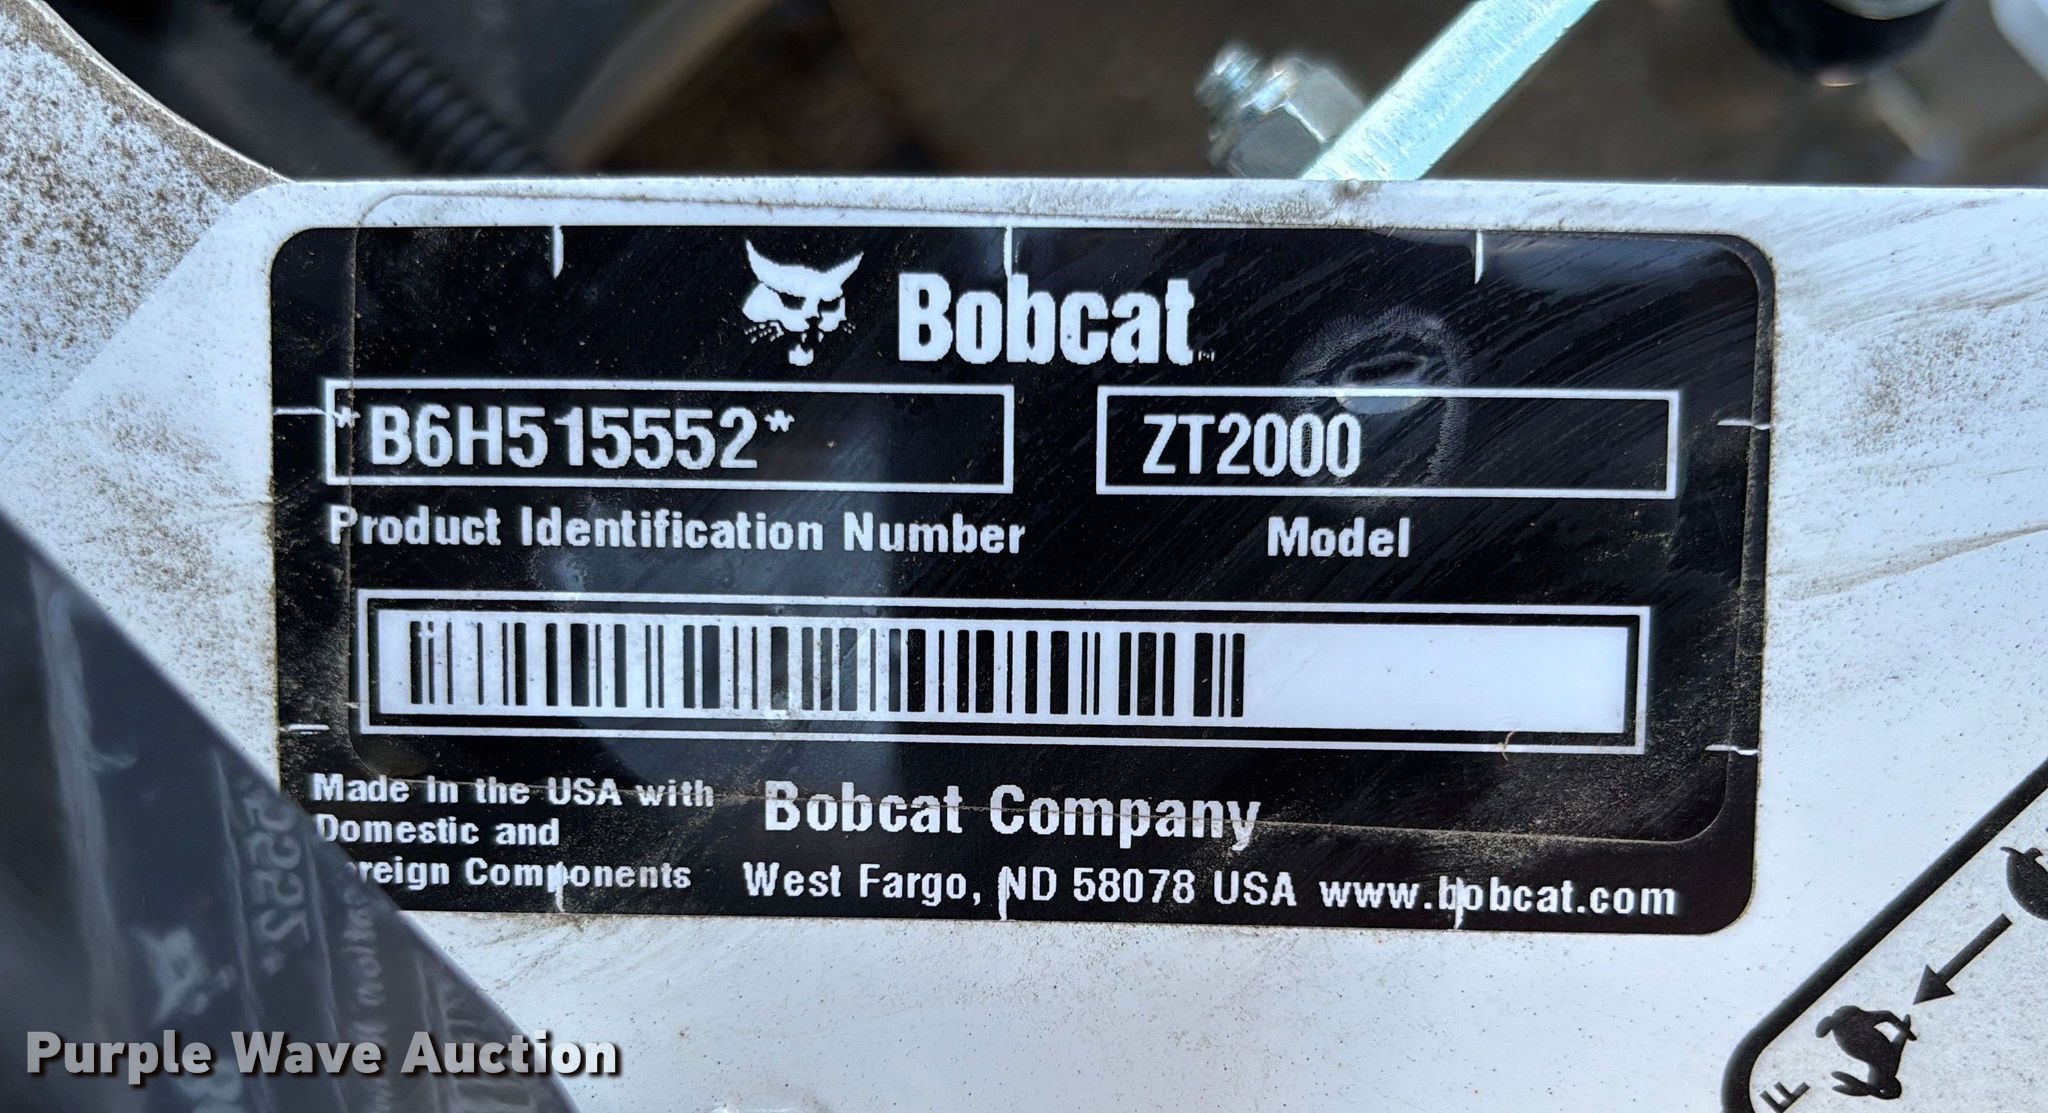 Bobcat
*B6H515552*
ZT2000
Product Identification Number
Model
Made in the USA with
Domestic and
reign Components
Bobcat Company
West Fargo, ND 58078 USA www.bobcat.com
Purple Wave Auction